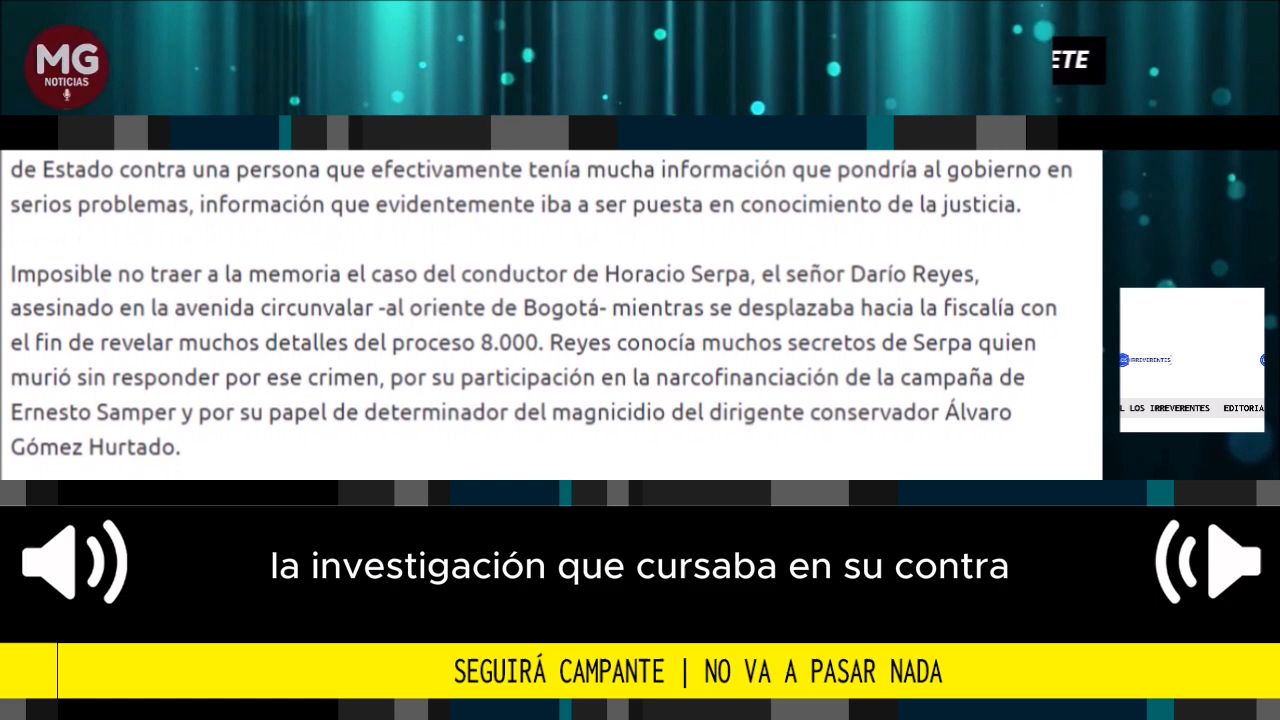 MG
NOTICIAS
ETE
de Estado contra una persona que efectivamente tenía mucha información que pondría al gobierno en
serios problemas, información que evidentemente iba a ser puesta en conocimiento de la justicia.
Imposible no traer a la memoria el caso del conductor de Horacio Serpa, el señor Darío Reyes,
asesinado en la avenida circunvalar -al oriente de Bogotá- mientras se desplazaba hacia la fiscalía con
el fin de revelar muchos detalles del proceso 8.000. Reyes conocía muchos secretos de Serpa quien
murió sin responder por ese crimen, por su participación en la narcofinanciación de la campaña de
Ernesto Samper y por su papel de determinador del magnicidio del dirigente conservador Álvaro
Gómez Hurtado.
IRREVERENTES
L LOS IRREVERENTES EDITORIA
la investigación que cursaba en su contra
SEGUIRÁ CAMPANTE | NO VA A PASAR NADA